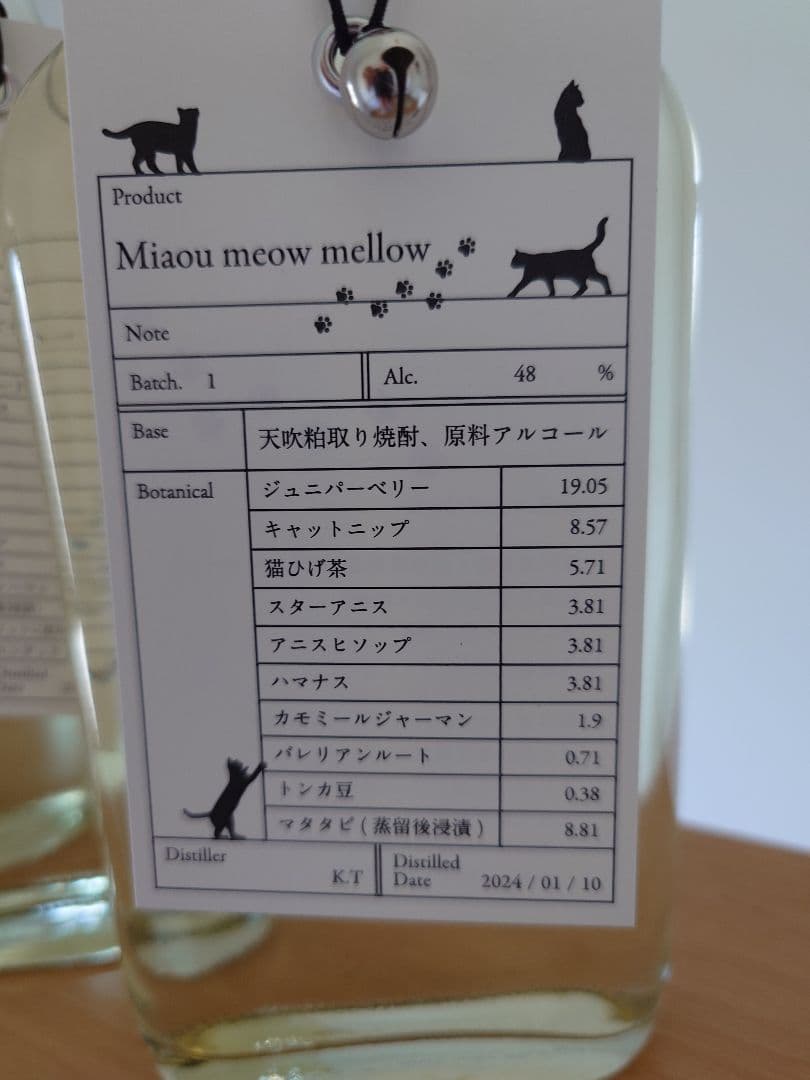 Product
Miaou meow mellow
Note
Batch. 1
Alc. 48 %
Base 天吹粕取り焼酎、原料アルコール
Botanical
ジュニパーベリー 19.05
キャットニップ 8.57
猫ひげ茶 5.71
スターアニス 3.81
アニスヒソップ 3.81
ハマナス 3.81
カモミールジャーマン 1.9
バレリアンルート 0.71
トンカ豆 0.38
マタタビ(蒸留後浸漬) 8.81
Distiller K.T
Distilled Date 2024 / 01 / 10